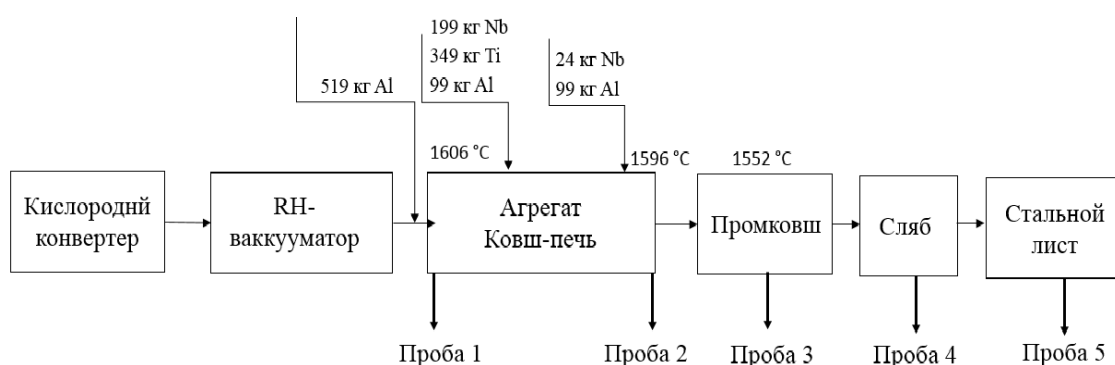 199 кг Nb
349 кг Ti
99 кг Al
24 кг Nb
99 кг Al
519 кг Al
1606 °C
1596 °C
1552 °C
Кислороднй
конвертер
RH-
ваккууматор
Агрегат
Ковш-печь
Промковш
Сляб
Стальной
лист
Проба 1
Проба 2
Проба 3
Проба 4
Проба 5